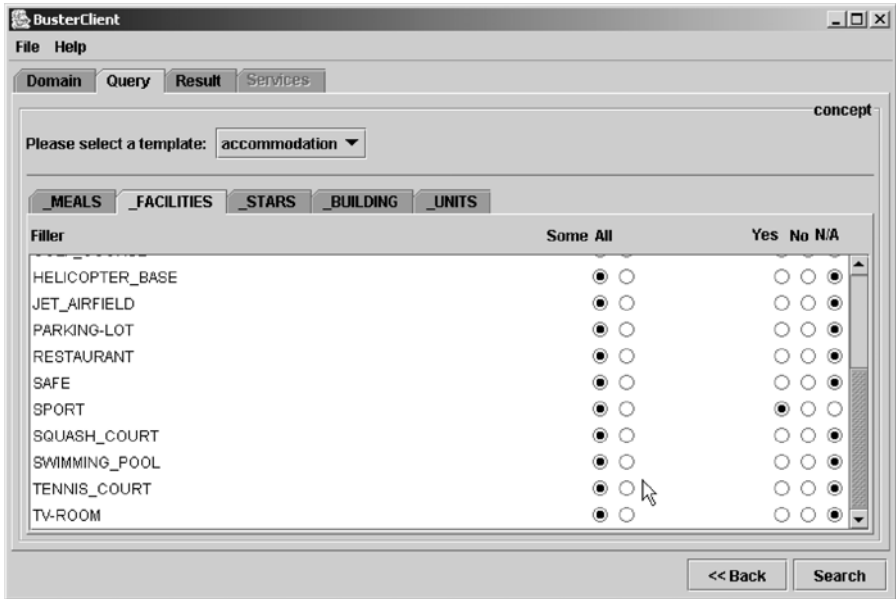 BusterClient
File Help
Domain Query Result Services
concept
Please select a template: accommodation
_MEALS _FACILITIES _STARS _BUILDING _UNITS
Filler Some All Yes No N/A
HELICOPTER_BASE
JET_AIRFIELD
PARKING-LOT
RESTAURANT
SAFE
SPORT
SQUASH_COURT
SWIMMING_POOL
TENNIS_COURT
TV-ROOM
<< Back Search